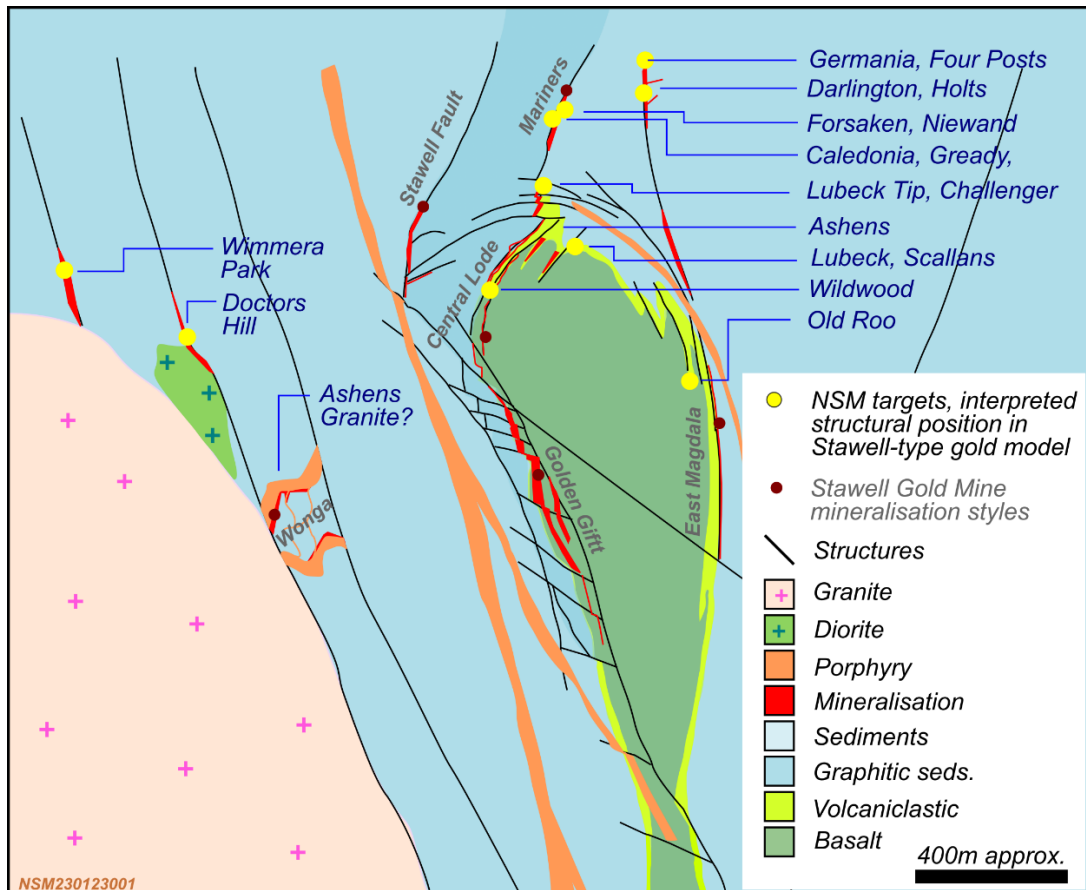 Germania, Four Posts
Darlington, Holts
Forsaken, Niewand
Caledonia, Gready,
Lubeck Tip, Challenger
Ashens
Lubeck, Scallans
Wildwood
Old Roo
Mariners
Stawell Fault
Central Lode
Wimmera
Park
Doctors
Hill
Ashens
Granite?
Wonga
Golden Giftt
East Magdala
NSM targets, interpreted
structural position in
Stawell-type gold model
Stawell Gold Mine
mineralisation styles
Structures
Granite
Diorite
Porphyry
Mineralisation
Sediments
Graphitic seds.
Volcaniclastic
Basalt
400m approx.
NSM230123001